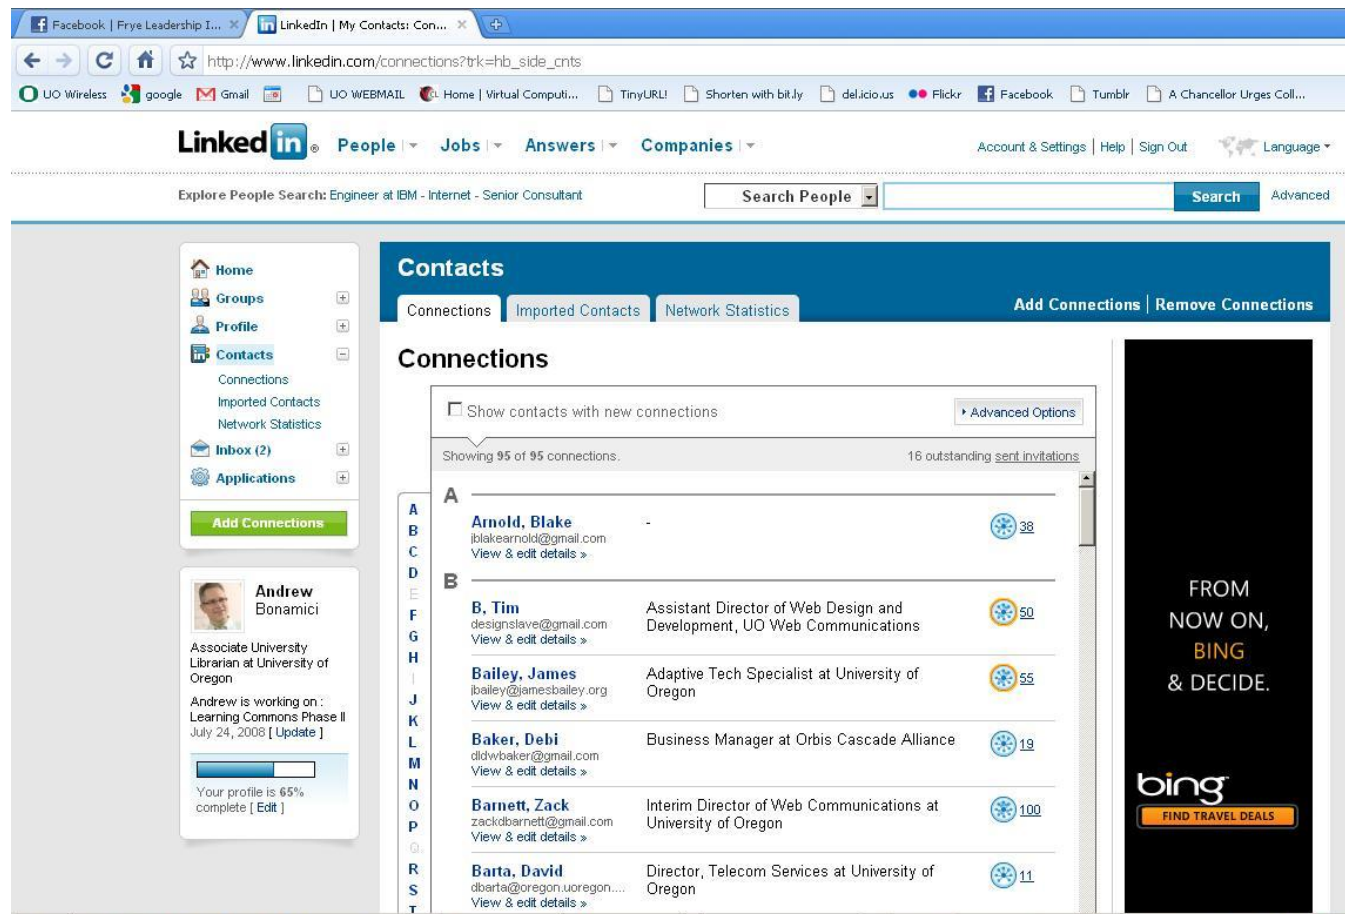 Facebook | Frye Leadership I...
LinkedIn | My Contacts: Con...
http://www.linkedin.com/connections?trk=hb_side_cnts
UO Wireless google Gmail UO WEBMAIL Home | Virtual Computi... TinyURL! Shorten with bit.ly del.icio.us Flickr Facebook Tumblr A Chancellor Urges Coll...
Linked in ® People Jobs Answers Companies Account & Settings | Help | Sign Out Language
Explore People Search: Engineer at IBM - Internet - Senior Consultant Search People Search Advanced
Home
Groups
Profile
Contacts
Connections
Imported Contacts
Network Statistics
Inbox (2)
Applications
Add Connections
Andrew
Bonamici
Associate University
Librarian at University of
Oregon
Andrew is working on :
Learning Commons Phase II
July 24, 2008 [ Update ]
Your profile is 65%
complete [ Edit ]
Contacts
Connections Imported Contacts Network Statistics Add Connections | Remove Connections
Connections
Show contacts with new connections Advanced Options
Showing 95 of 95 connections. 16 outstanding sent invitations
A
B
C
D
E
F
G
H
I
J
K
L
M
N
O
P
Q
R
S
T
A
Arnold, Blake - 38
jblakearnold@gmail.com
View & edit details »
B
B, Tim Assistant Director of Web Design and 50
designslave@gmail.com Development, UO Web Communications
View & edit details »
Bailey, James Adaptive Tech Specialist at University of 55
jbailey@jamesbailey.org Oregon
View & edit details »
Baker, Debi Business Manager at Orbis Cascade Alliance 19
dldwbaker@gmail.com
View & edit details »
Barnett, Zack Interim Director of Web Communications at 100
zackdbarnett@gmail.com University of Oregon
View & edit details »
Barta, David Director, Telecom Services at University of 11
dbarta@oregon.uoregon.... Oregon
View & edit details »
FROM
NOW ON,
BING
& DECIDE.
bing
FIND TRAVEL DEALS